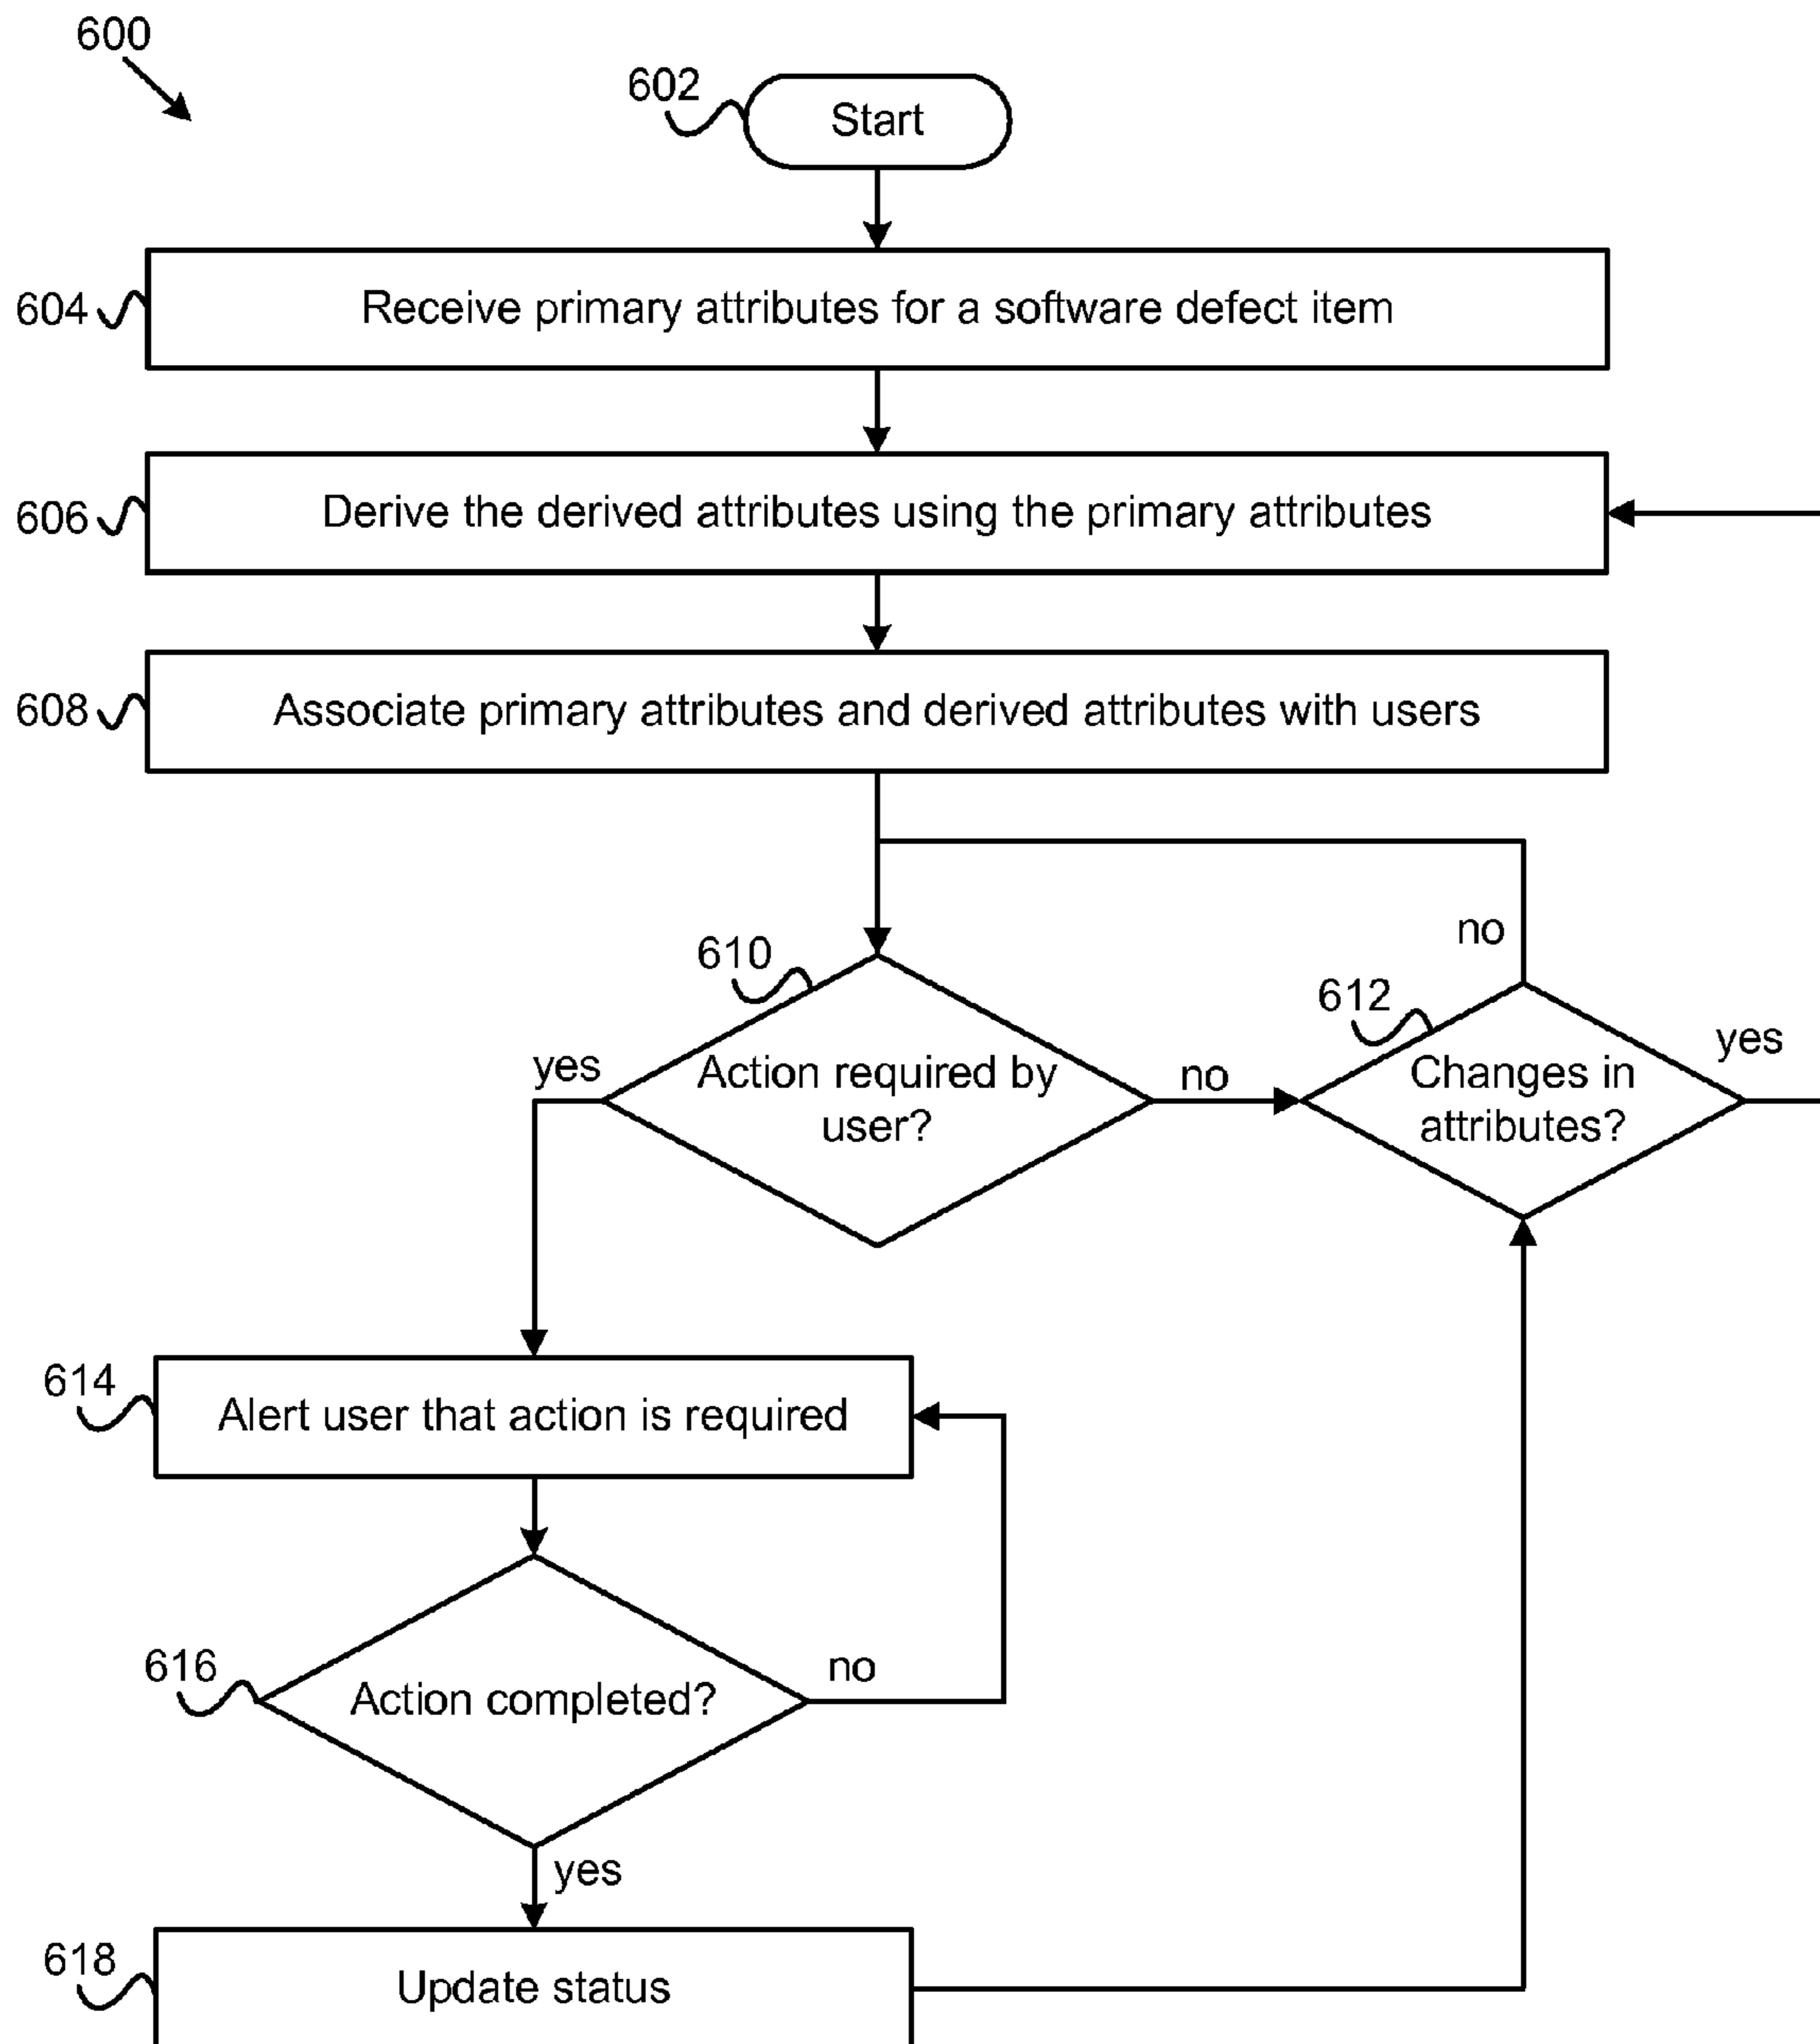 600
602
Start
604
Receive primary attributes for a software defect item
606
Derive the derived attributes using the primary attributes
608
Associate primary attributes and derived attributes with users
no
610
612
yes
Action required by
user?
no
Changes in
attributes?
yes
614
Alert user that action is required
616
Action completed?
no
yes
618
Update status